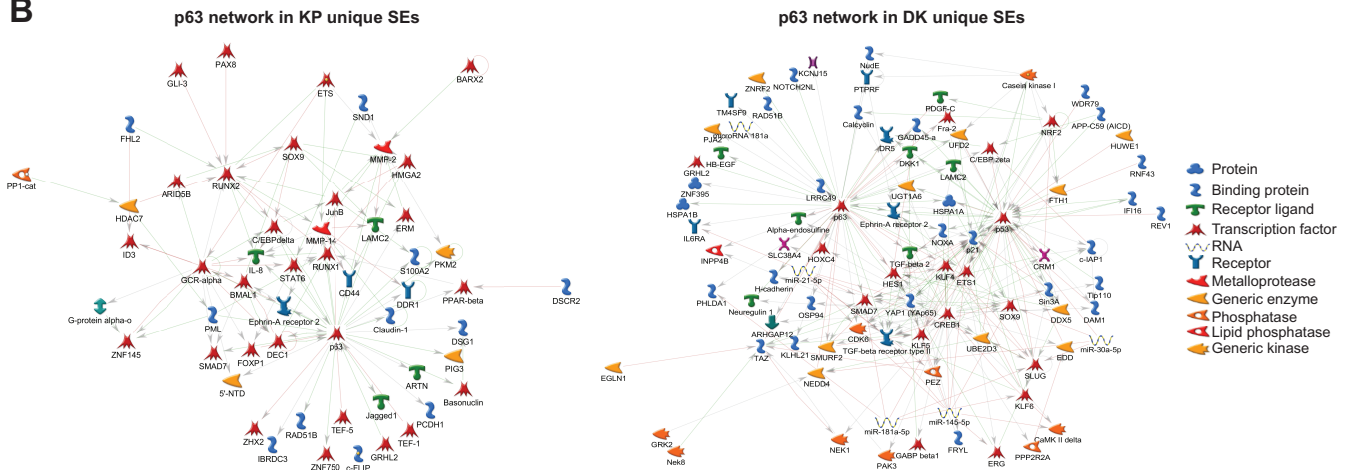 B
p63 network in KP unique SEs
PAX8
GLI-3
BARX2
ETS
SND1
FHL2
SOX9
MMP-2
HMGA2
PP1-cat
ARID5B
RUNX2
HDAC7
JunB
ERM
LAMC2
C/EBPdelta
MMP-14
ID3
IL-8
RUNX1
STAT6
S100A2
PKM2
GCR-alpha
BMAL1
CD44
DDR1
PPAR-beta
DSCR2
G-protein alpha-o
Ephrin-A receptor 2
Claudin-1
PML
DSG1
ZNF145
p63
DEC1
FOXP1
SMAD7
PIG3
5'-NTD
ARTN
Basonuclin
Jagged1
PCDH1
TEF-5
TEF-1
RAD51B
ZHX2
IBRDC3
GRHL2
ZNF750
c-FLIP
p63 network in DK unique SEs
NudE
KCNJ15
ZNRF2
NOTCH2NL
PTPRF
Casein kinase I
TM4SF9
RAD51B
PDGF-C
WDR79
APP-C59 (AICD)
Calcyclin
Fra-2
GADD45-a
NRF2
PJA2
microRNA 181a
DR5
UFD2
HUWE1
HB-EGF
GRHL2
DKK1
C/EBP zeta
RNF43
LAMC2
ZNF395
LRRC49
UGT1A6
FTH1
HSPA1B
p63
HSPA1A
IFI16
REV1
Alpha-endosulfine
Ephrin-A receptor 2
p53
IL6RA
NOXA
p21
SLC38A4
HOXC4
INPP4B
TGF-beta 2
CRM1
c-IAP1
miR-21-5p
HES1
KLF4
ETS1
H-cadherin
PHLDA1
Sin3A
Tip110
Neuregulin 1
OSP94
SMAD7
YAP1 (YAp65)
SOX9
DDX5
DAM1
CREB1
ARHGAP12
CDK6
KLF5
TAZ
KLHL21
SMURF2
TGF-beta receptor type II
UBE2D3
EDD
miR-30a-5p
EGLN1
NEDD4
PEZ
SLUG
KLF6
miR-181a-5p
miR-145-5p
GRK2
Nek8
NEK1
PAK3
GABP beta1
FRYL
ERG
CaMK II delta
PPP2R2A
Protein
Binding protein
Receptor ligand
Transcription factor
RNA
Receptor
Metalloprotease
Generic enzyme
Phosphatase
Lipid phosphatase
Generic kinase